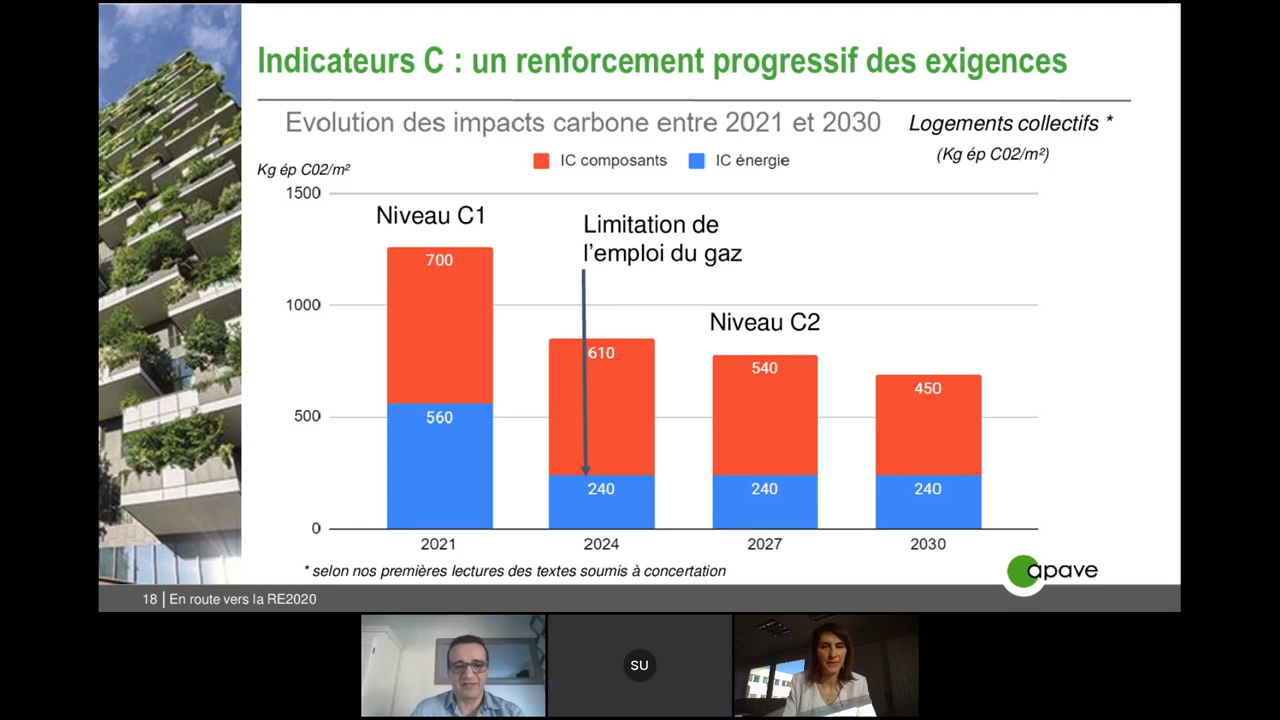 Indicateurs C : un renforcement progressif des exigences
Evolution des impacts carbone entre 2021 et 2030
Logements collectifs *
(Kg ép C02/m²)
Kg ép C02/m²
IC composants
IC énergie
1500
1000
500
0
Niveau C1
Limitation de
l'emploi du gaz
Niveau C2
700
560
610
240
540
240
450
240
2021
2024
2027
2030
* selon nos premières lectures des textes soumis à concertation
apave
18 | En route vers la RE2020
SU